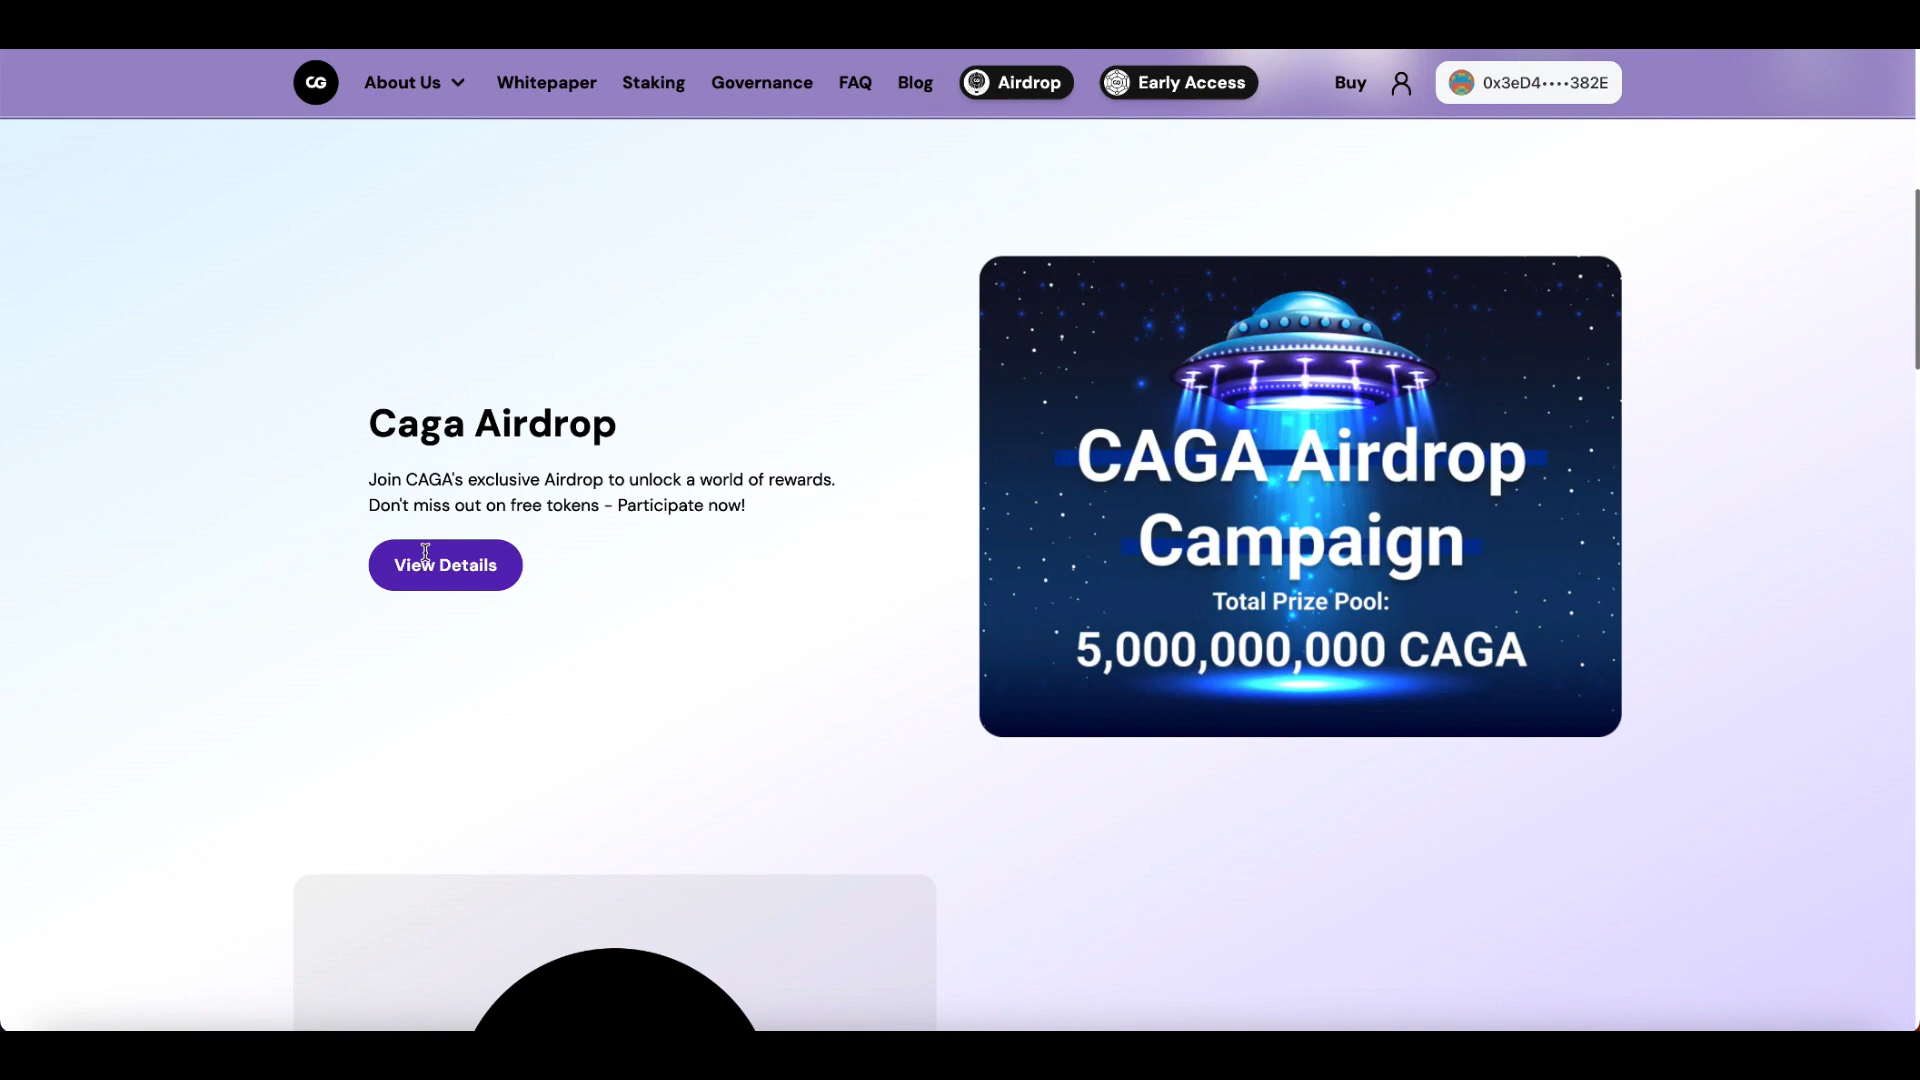 CG
About Us
Whitepaper
Staking
Governance
FAQ
Blog
Airdrop
Early Access
Buy
0x3eD4••••382E
Caga Airdrop
Join CAGA's exclusive Airdrop to unlock a world of rewards.
Don't miss out on free tokens - Participate now!
View Details
CAGA Airdrop
Campaign
Total Prize Pool:
5,000,000,000 CAGA